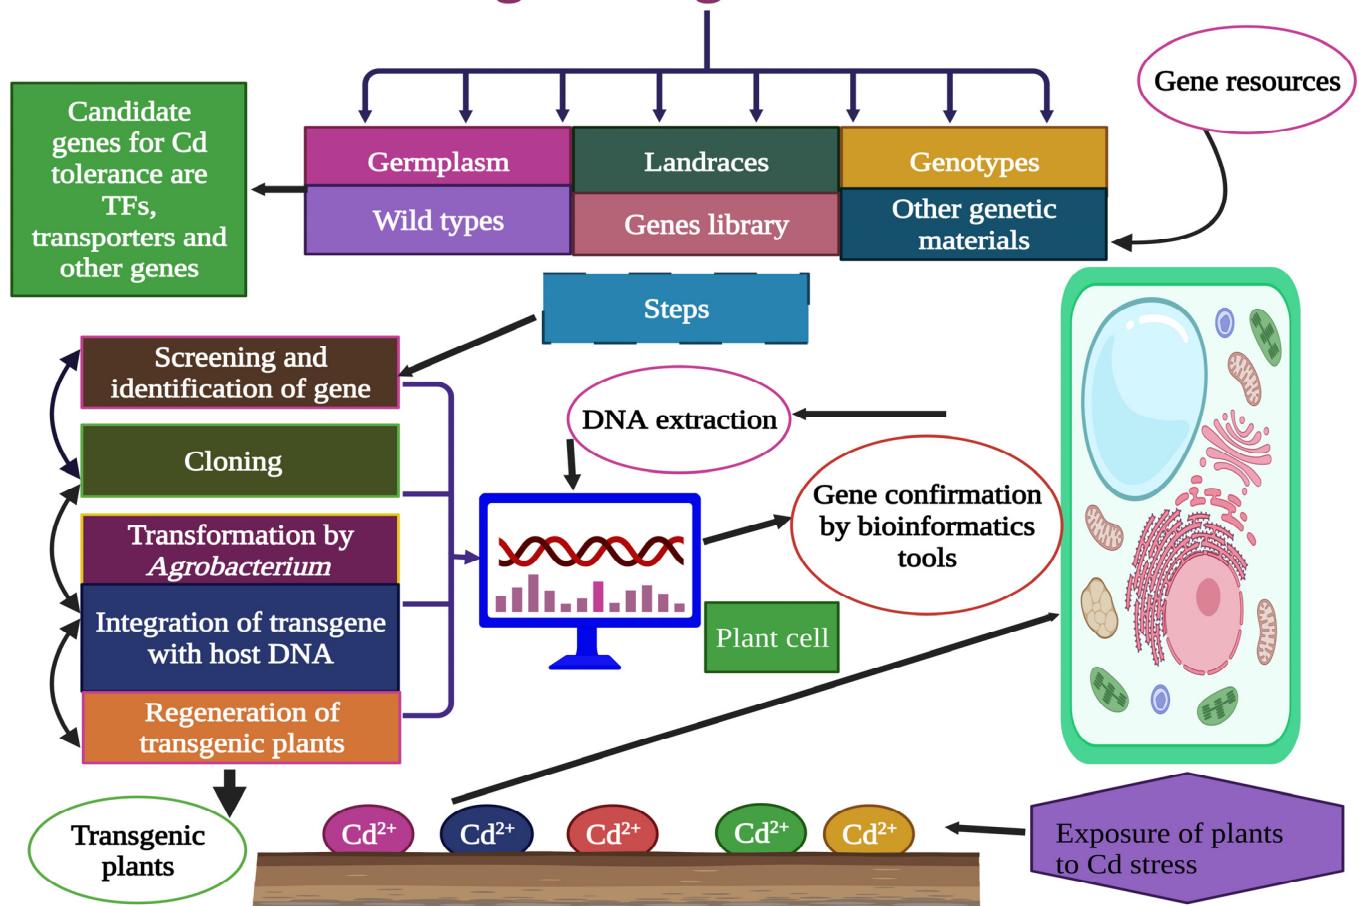 Gene resources
Candidate
genes for Cd
tolerance are
TFs,
transporters and
other genes
Germplasm
Landraces
Genotypes
Wild types
Genes library
Other genetic
materials
Steps
Screening and
identification of gene
Cloning
Transformation by
Agrobacterium
Integration of transgene
with host DNA
Regeneration of
transgenic plants
DNA extraction
Gene confirmation
by bioinformatics
tools
Plant cell
Transgenic
plants
Cd²⁺
Cd²⁺
Cd²⁺
Cd²⁺
Cd²⁺
Exposure of plants
to Cd stress